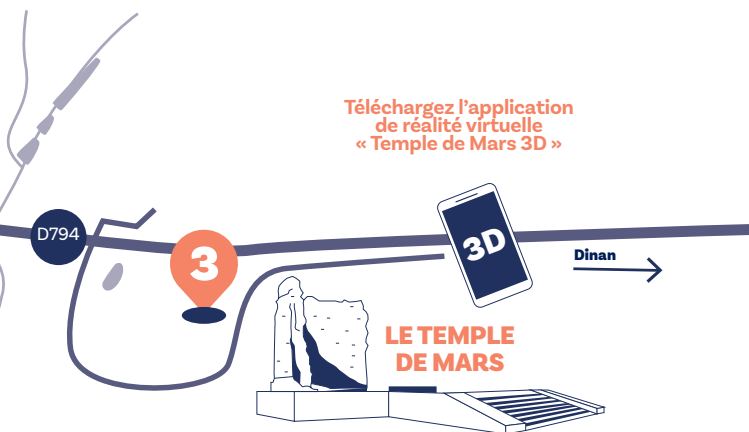 Téléchargez l'application
de réalité virtuelle
« Temple de Mars 3D »
D794
3
3D
Dinan
LE TEMPLE
DE MARS